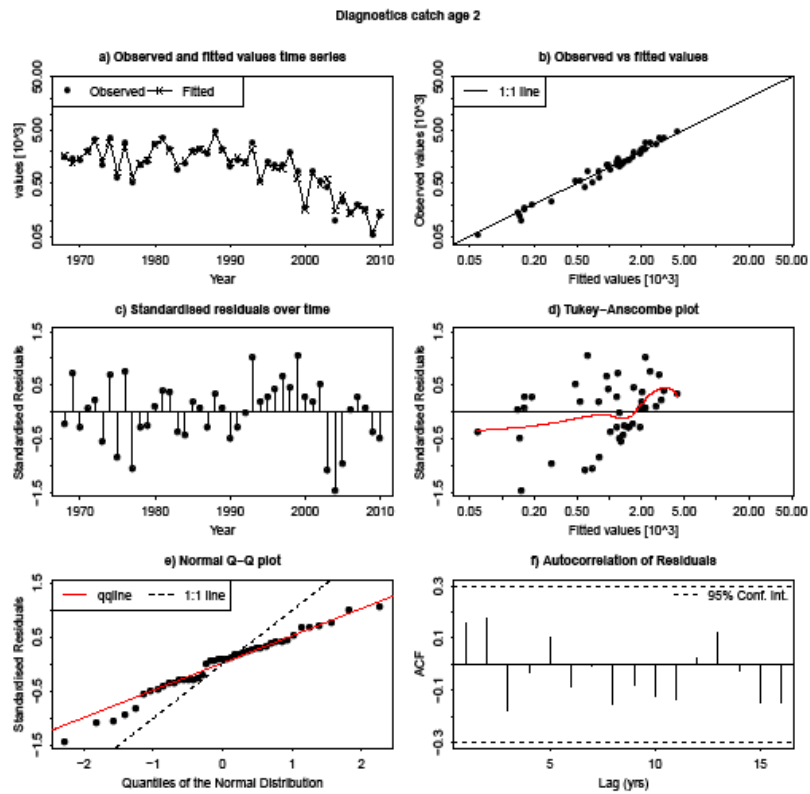 Diagnostics catch age 2
a) Observed and fitted values time series
50.00
5.00
0.50
0.05
values [10^3]
Observed
Fitted
1970 1980 1990 2000 2010
Year
b) Observed vs fitted values
50.00
5.00
0.50
0.05
Observed values [10^3]
1:1 line
0.05 0.20 0.50 2.00 5.00 20.00 50.00
Fitted values [10^3]
c) Standardised residuals over time
1.5
0.5
−0.5
−1.5
Standardised Residuals
1970 1980 1990 2000 2010
Year
d) Tukey−Anscombe plot
1.5
0.5
−0.5
−1.5
Standardised Residuals
0.05 0.20 0.50 2.00 5.00 20.00 50.00
Fitted values [10^3]
e) Normal Q−Q plot
1.5
0.5
−0.5
−1.5
Standardised Residuals
qqline
1:1 line
−2 −1 0 1 2
Quantiles of the Normal Distribution
f) Autocorrelation of Residuals
0.3
0.1
−0.1
−0.3
ACF
95% Conf. Int.
5 10 15
Lag (yrs)